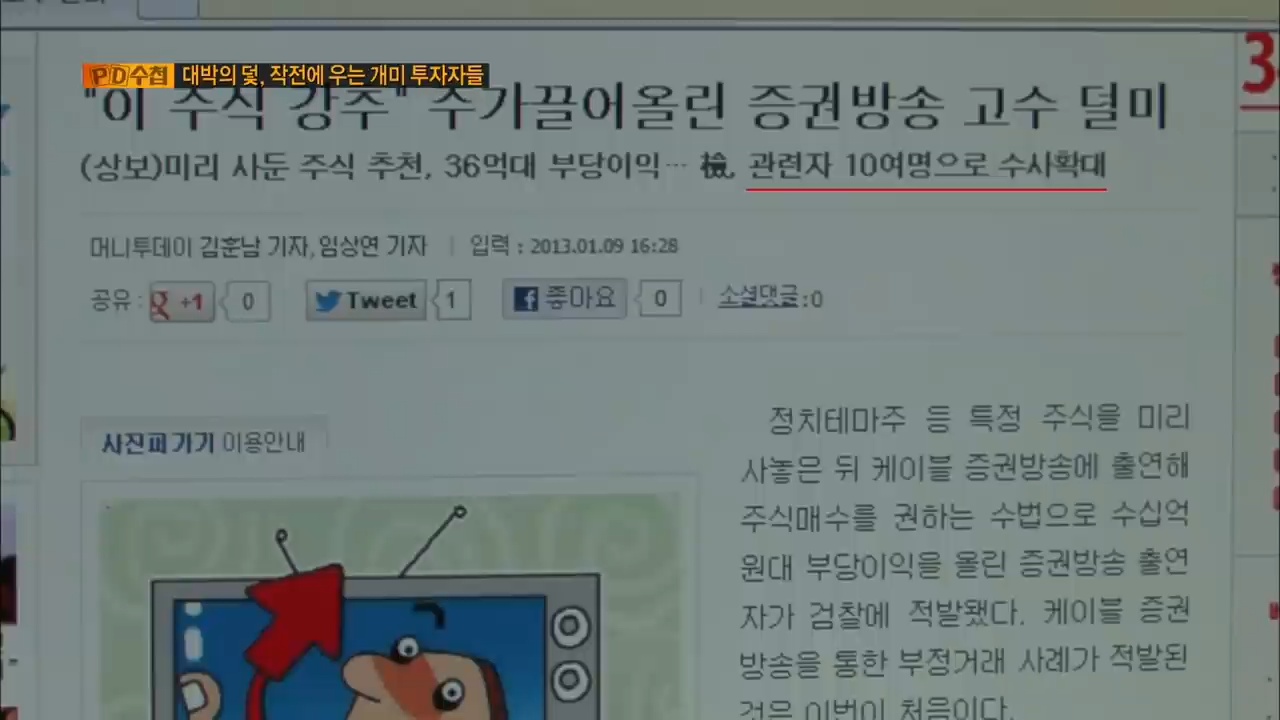 PD수첩 대박의 덫, 작전에 우는 개미 투자자들
"이 주식 강추" 주가끌어올린 증권방송 고수 덜미
(상보)미리 사둔 주식 추천, 36억대 부당이익… 檢, 관련자 10여명으로 수사확대
머니투데이 김훈남 기자, 임상연 기자 | 입력 : 2013.01.09 16:28
공유 : g +1 0 Tweet 1 f 좋아요 0 | 소셜댓글:0
정치테마주 등 특정 주식을 미리
사놓은 뒤 케이블 증권방송에 출연해
주식매수를 권하는 수법으로 수십억
원대 부당이익을 올린 증권방송 출연
자가 검찰에 적발됐다. 케이블 증권
방송을 통한 부정거래 사례가 적발된
것은 이번이 처음이다.
사진피기기 이용안내
3